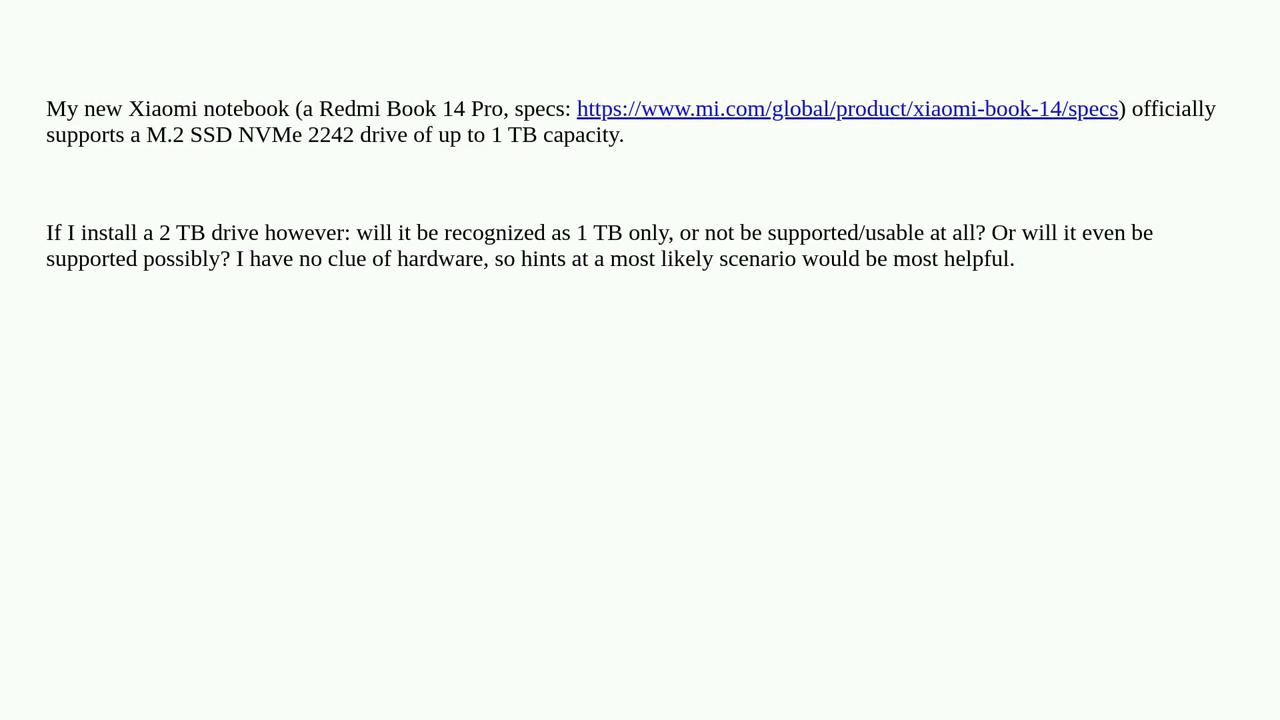 My new Xiaomi notebook (a Redmi Book 14 Pro, specs: https://www.mi.com/global/product/xiaomi-book-14/specs) officially
supports a M.2 SSD NVMe 2242 drive of up to 1 TB capacity.
If I install a 2 TB drive however: will it be recognized as 1 TB only, or not be supported/usable at all? Or will it even be
supported possibly? I have no clue of hardware, so hints at a most likely scenario would be most helpful.